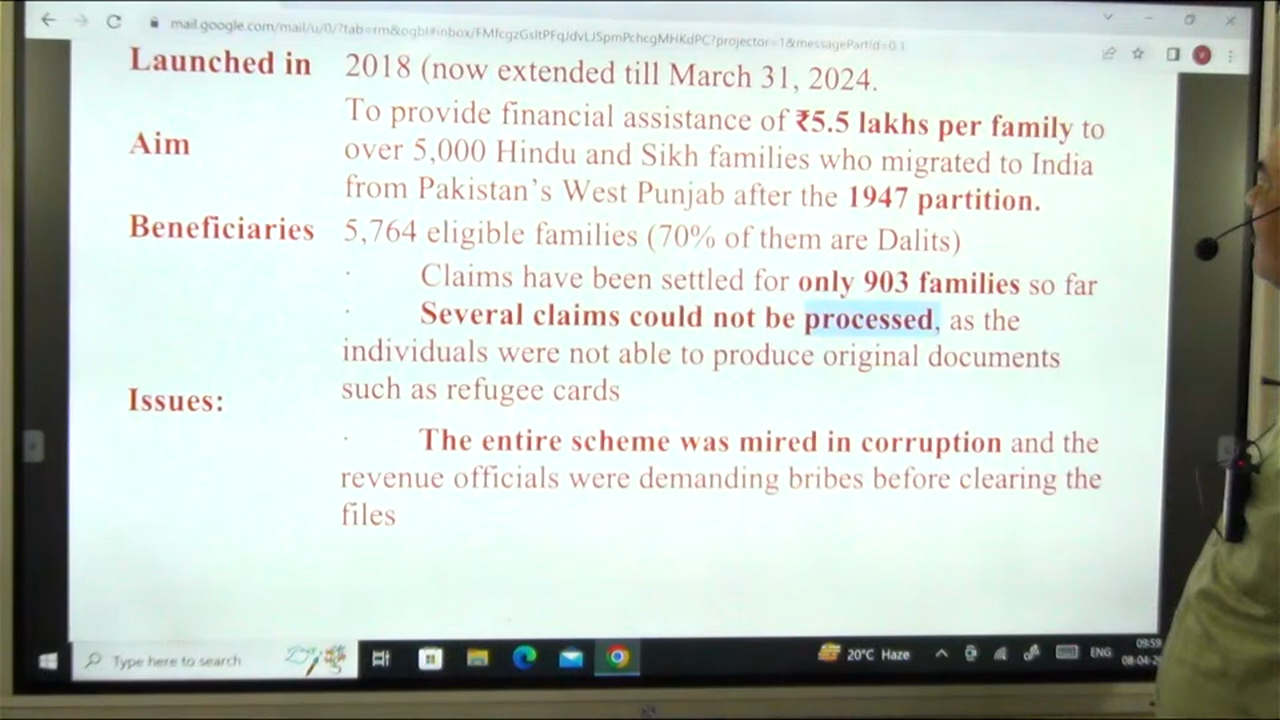 mail.google.com/mail/u/0/?tab=rm&ogbl#inbox/FMfcgzGsltPFqJdvLJSpmPchcgMHKdPC?projector=1&messagePartId=0.1
Launched in 2018 (now extended till March 31, 2024.
To provide financial assistance of ₹5.5 lakhs per family to
Aim over 5,000 Hindu and Sikh families who migrated to India
from Pakistan's West Punjab after the 1947 partition.
Beneficiaries 5,764 eligible families (70% of them are Dalits)
· Claims have been settled for only 903 families so far
· Several claims could not be processed, as the
individuals were not able to produce original documents
such as refugee cards
Issues:
· The entire scheme was mired in corruption and the
revenue officials were demanding bribes before clearing the
files
Type here to search
20°C Haze
ENG
09:59
08-04-2